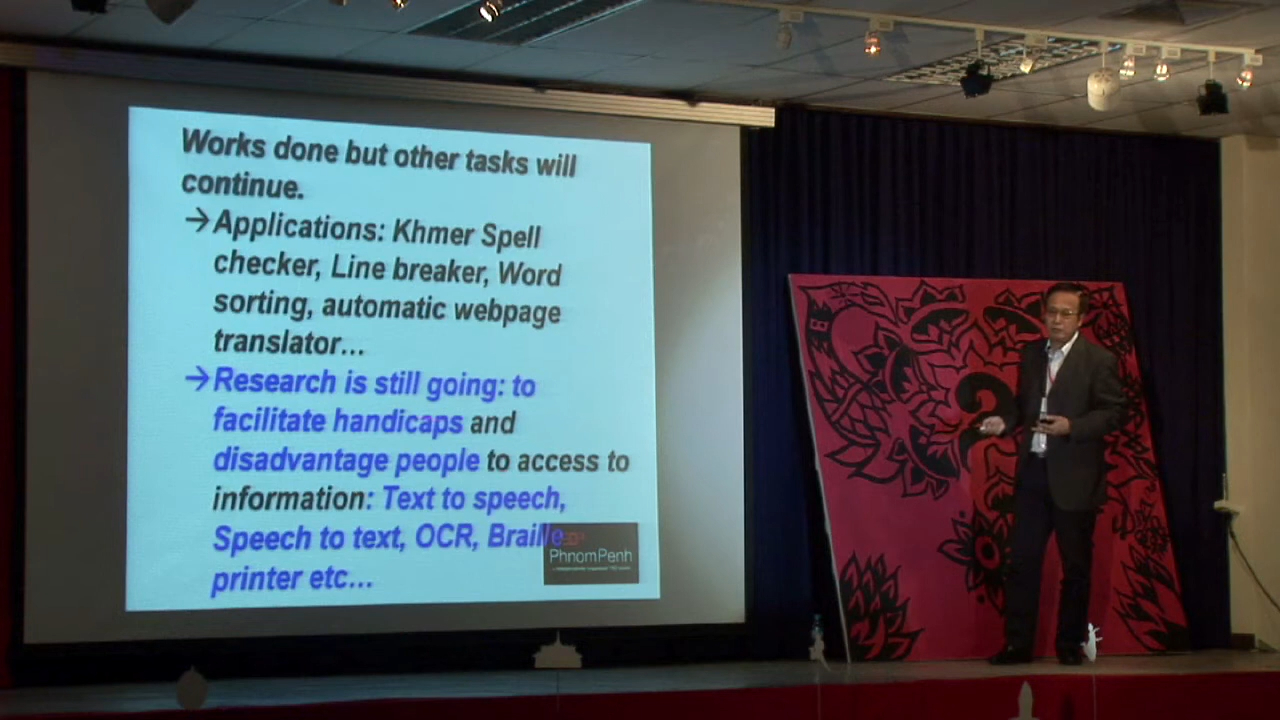 Works done but other tasks will
continue.
→Applications: Khmer Spell
checker, Line breaker, Word
sorting, automatic webpage
translator...
→Research is still going: to
facilitate handicaps and
disadvantage people to access to
information: Text to speech,
Speech to text, OCR, Braille
printer etc...
PhnomPenh